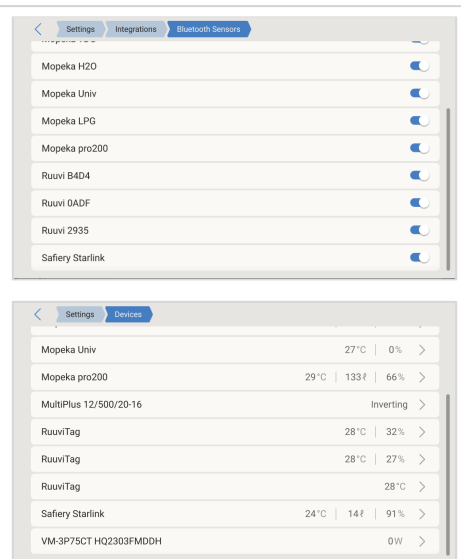 Settings Integrations Bluetooth Sensors
Mopeka H2O
Mopeka Univ
Mopeka LPG
Mopeka pro200
Ruuvi B4D4
Ruuvi 0ADF
Ruuvi 2935
Safiery Starlink
Settings Devices
Mopeka Univ 27°C 0%
Mopeka pro200 29°C 133ℓ 66%
MultiPlus 12/500/20-16 Inverting
RuuviTag 28°C 32%
RuuviTag 28°C 27%
RuuviTag 28°C
Safiery Starlink 24°C 14ℓ 91%
VM-3P75CT HQ2303FMDDH 0W